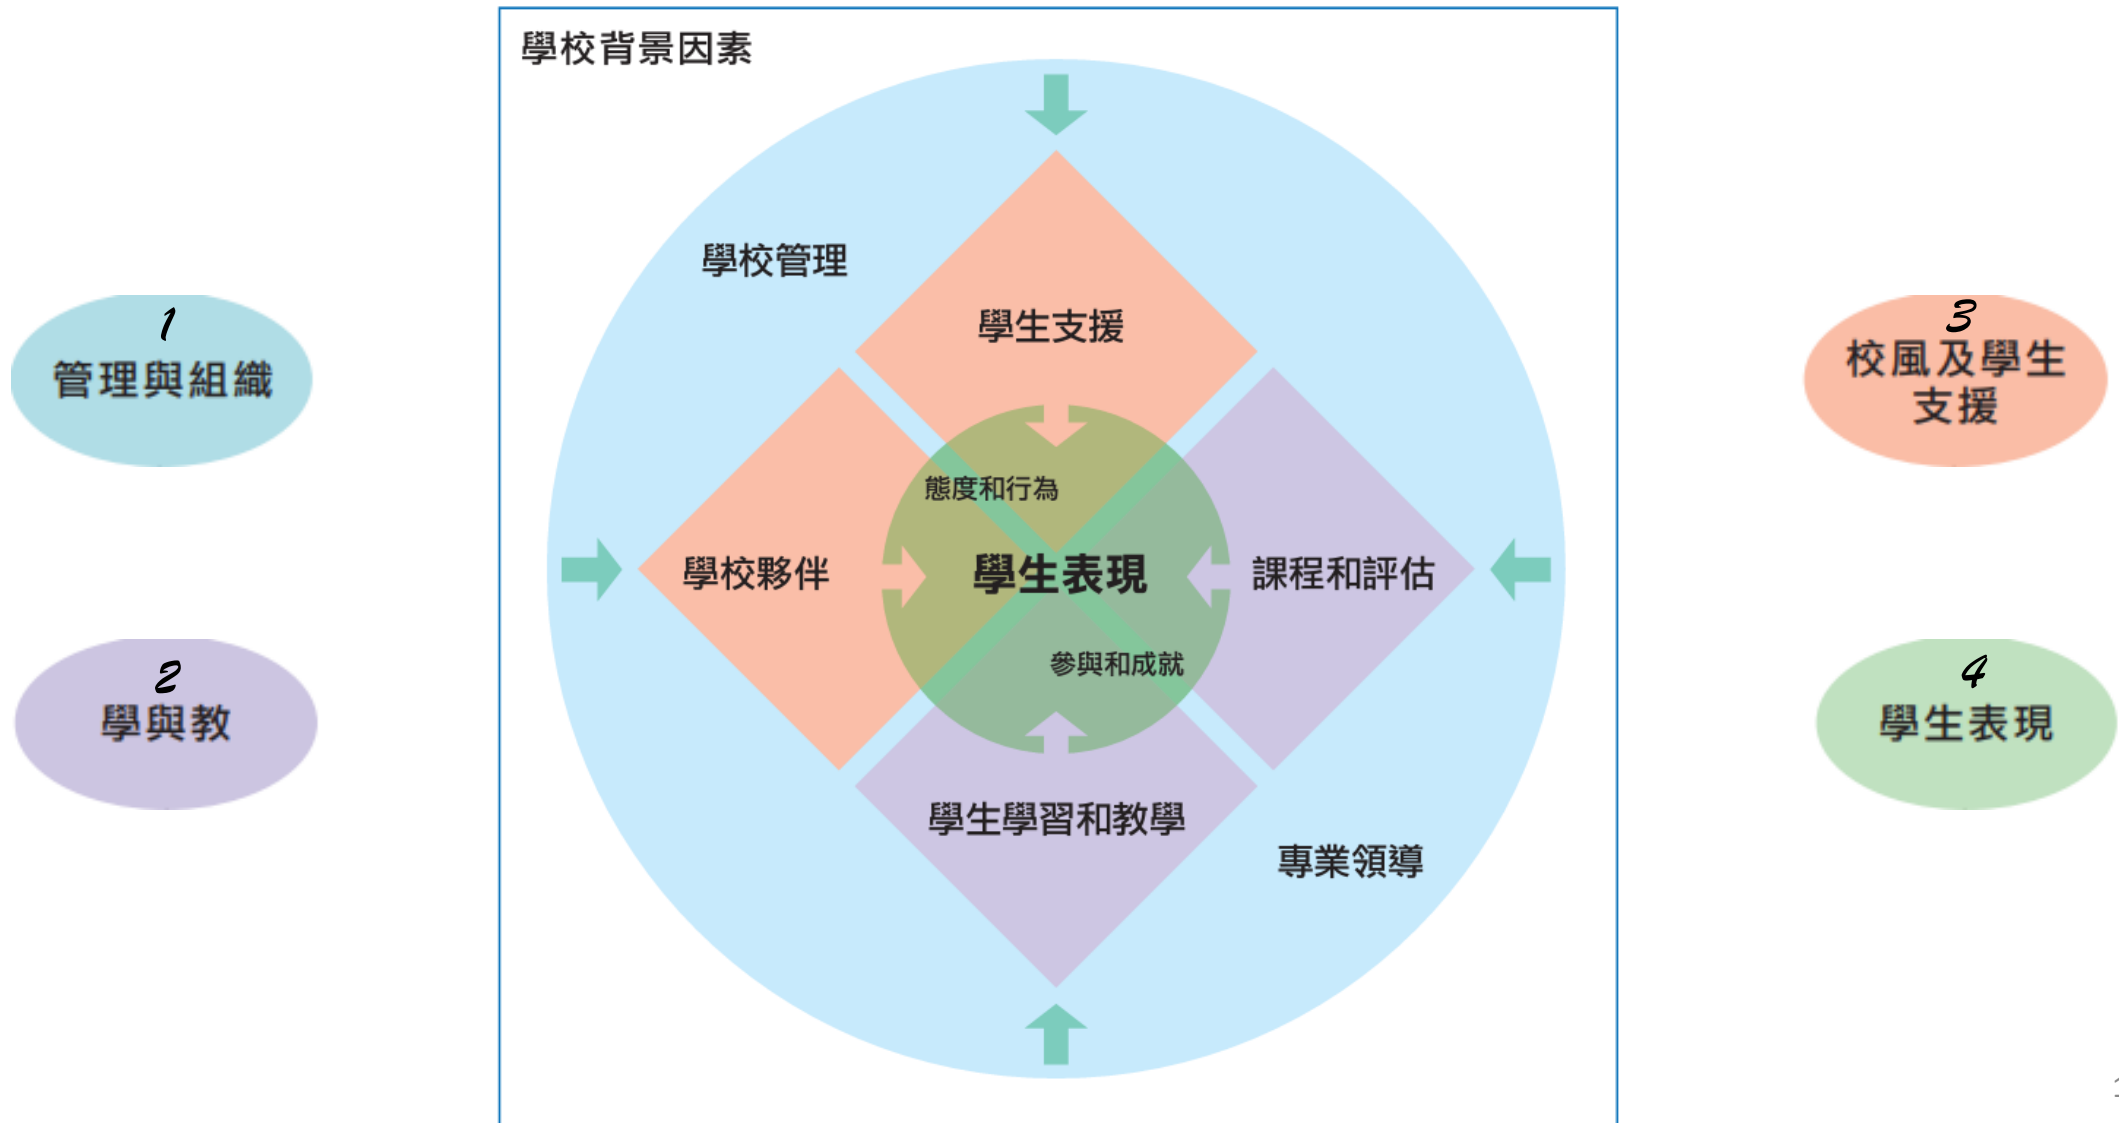 學校背景因素
學校管理
學生支援
1
管理與組織
3
校風及學生
支援
態度和行為
學校夥伴
學生表現
課程和評估
參與和成就
2
學與教
4
學生表現
學生學習和教學
專業領導